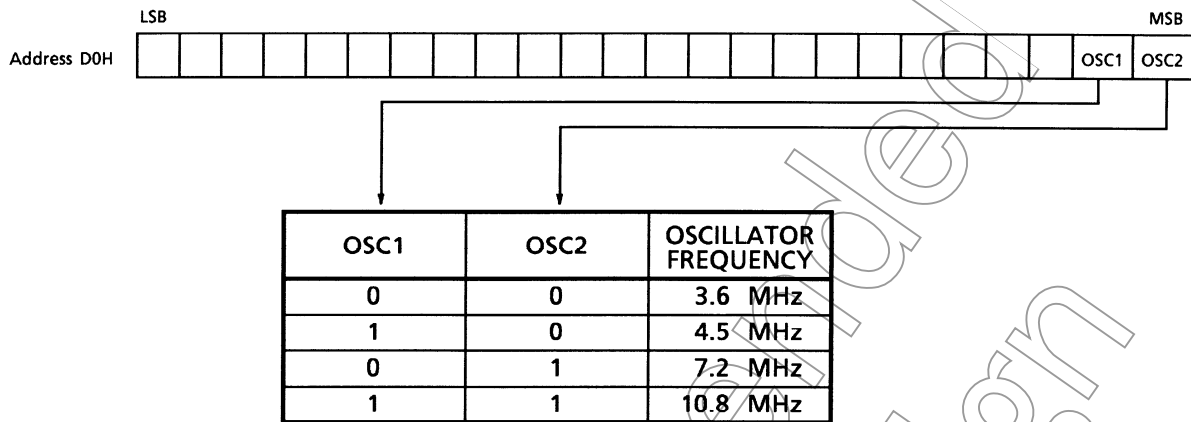 LSB MSB
Address D0H OSC1 OSC2
OSC1 OSC2 OSCILLATOR FREQUENCY
0 0 3.6 MHz
1 0 4.5 MHz
0 1 7.2 MHz
1 1 10.8 MHz